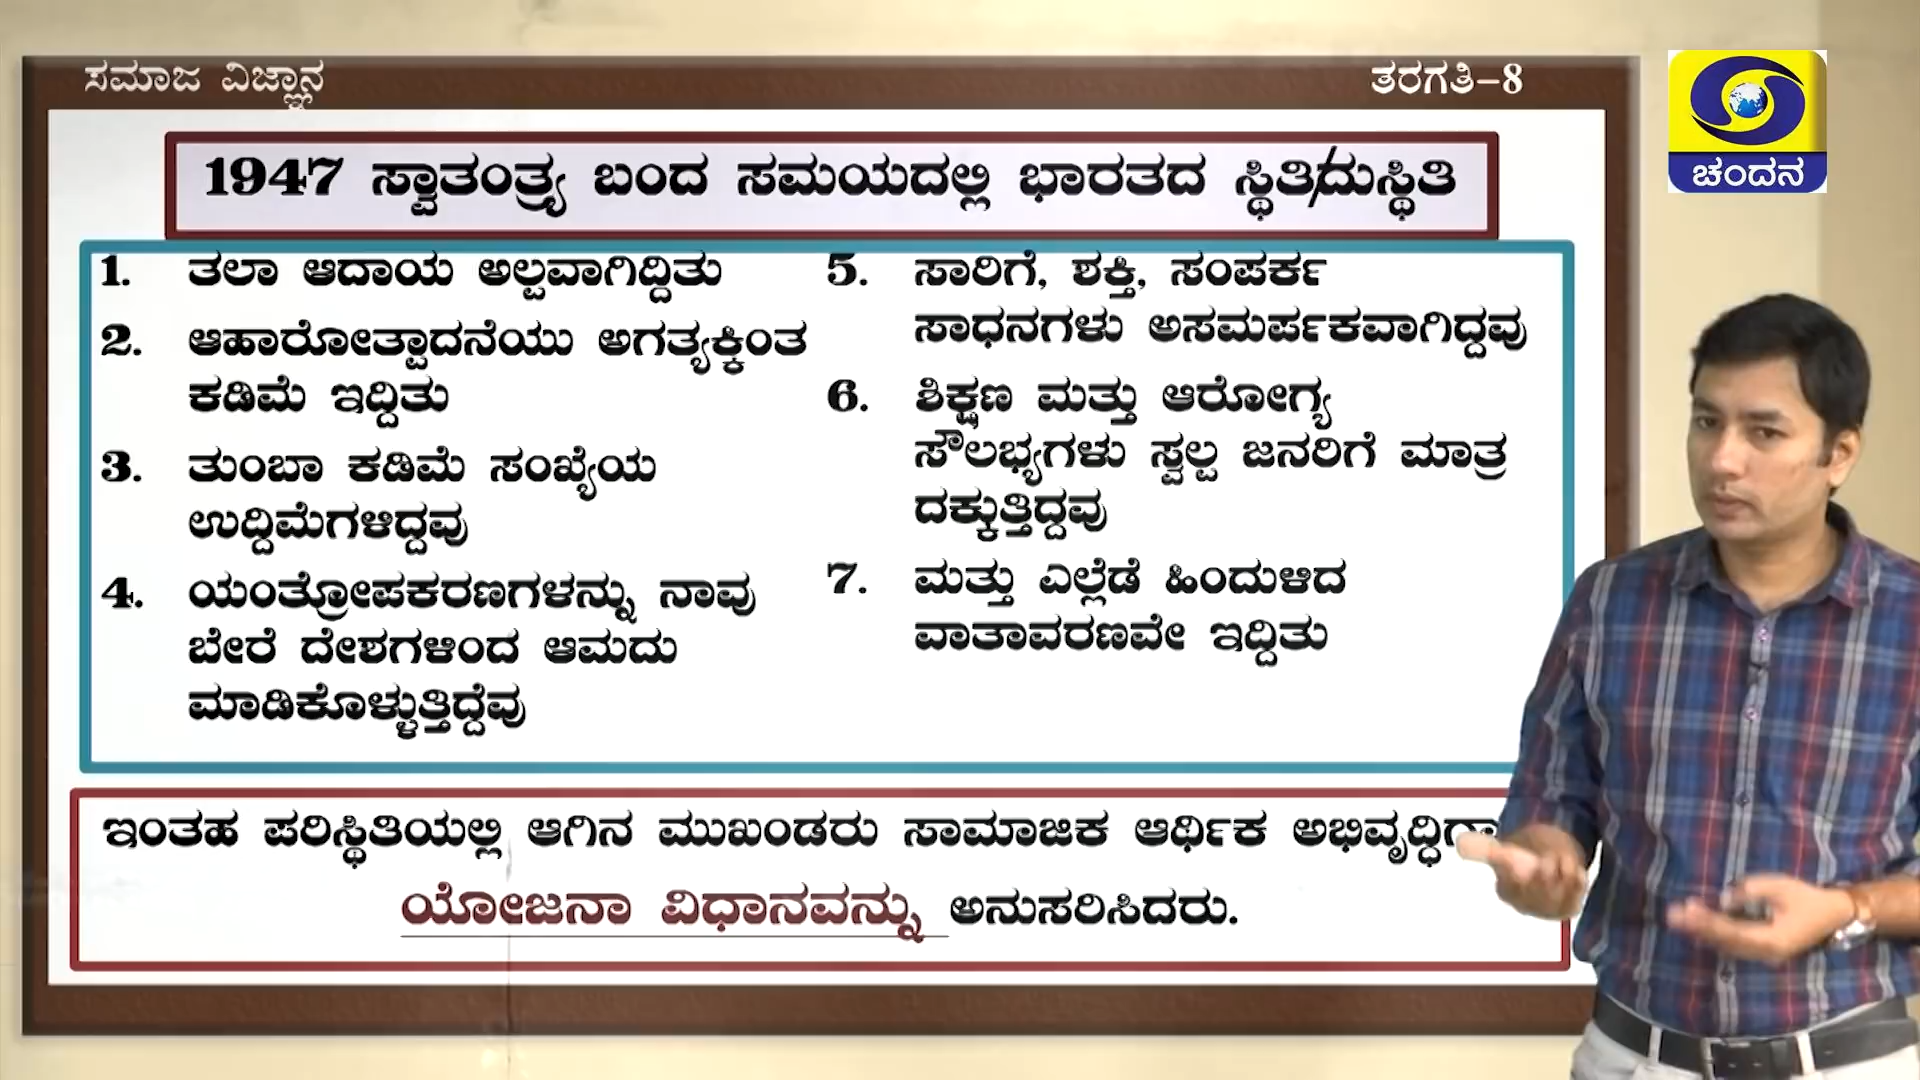 ಸಮಾಜ ವಿಜ್ಞಾನ
ತರಗತಿ-8
ಚಂದನ
1947 ಸ್ವಾತಂತ್ರ್ಯ ಬಂದ ಸಮಯದಲ್ಲಿ ಭಾರತದ ಸ್ಥಿತಿ/ದುಸ್ಥಿತಿ
1. ತಲಾ ಆದಾಯ ಅಲ್ಪವಾಗಿದ್ದಿತು
2. ಆಹಾರೋತ್ಪಾದನೆಯು ಅಗತ್ಯಕ್ಕಿಂತ
ಕಡಿಮೆ ಇದ್ದಿತು
3. ತುಂಬಾ ಕಡಿಮೆ ಸಂಖ್ಯೆಯ
ಉದ್ದಿಮೆಗಳಿದ್ದವು
4. ಯಂತ್ರೋಪಕರಣಗಳನ್ನು ನಾವು
ಬೇರೆ ದೇಶಗಳಿಂದ ಆಮದು
ಮಾಡಿಕೊಳ್ಳುತ್ತಿದ್ದೆವು
5. ಸಾರಿಗೆ, ಶಕ್ತಿ, ಸಂಪರ್ಕ
ಸಾಧನಗಳು ಅಸಮರ್ಪಕವಾಗಿದ್ದವು
6. ಶಿಕ್ಷಣ ಮತ್ತು ಆರೋಗ್ಯ
ಸೌಲಭ್ಯಗಳು ಸ್ವಲ್ಪ ಜನರಿಗೆ ಮಾತ್ರ
ದಕ್ಕುತ್ತಿದ್ದವು
7. ಮತ್ತು ಎಲ್ಲೆಡೆ ಹಿಂದುಳಿದ
ವಾತಾವರಣವೇ ಇದ್ದಿತು
ಇಂತಹ ಪರಿಸ್ಥಿತಿಯಲ್ಲಿ ಆಗಿನ ಮುಖಂಡರು ಸಾಮಾಜಿಕ ಆರ್ಥಿಕ
ಯೋಜನಾ ವಿಧಾನವನ್ನು ಅನುಸರಿಸಿದರು.